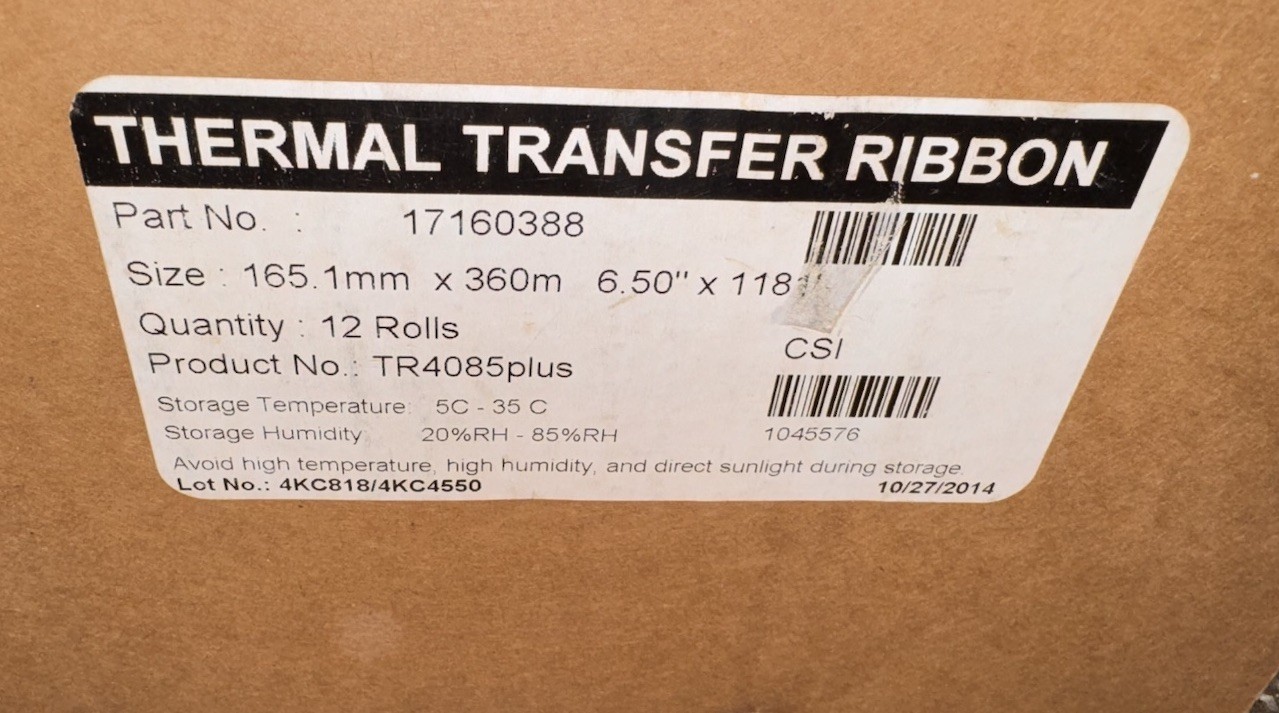 THERMAL TRANSFER RIBBON
Part No. : 17160388
Size : 165.1mm x 360m 6.50" x 118
Quantity : 12 Rolls
CSI
Product No.: TR4085plus
Storage Temperature: 5C - 35 C
Storage Humidity 20%RH - 85%RH
1045576
Avoid high temperature, high humidity, and direct sunlight during storage.
Lot No.: 4KC818/4KC4550 10/27/2014